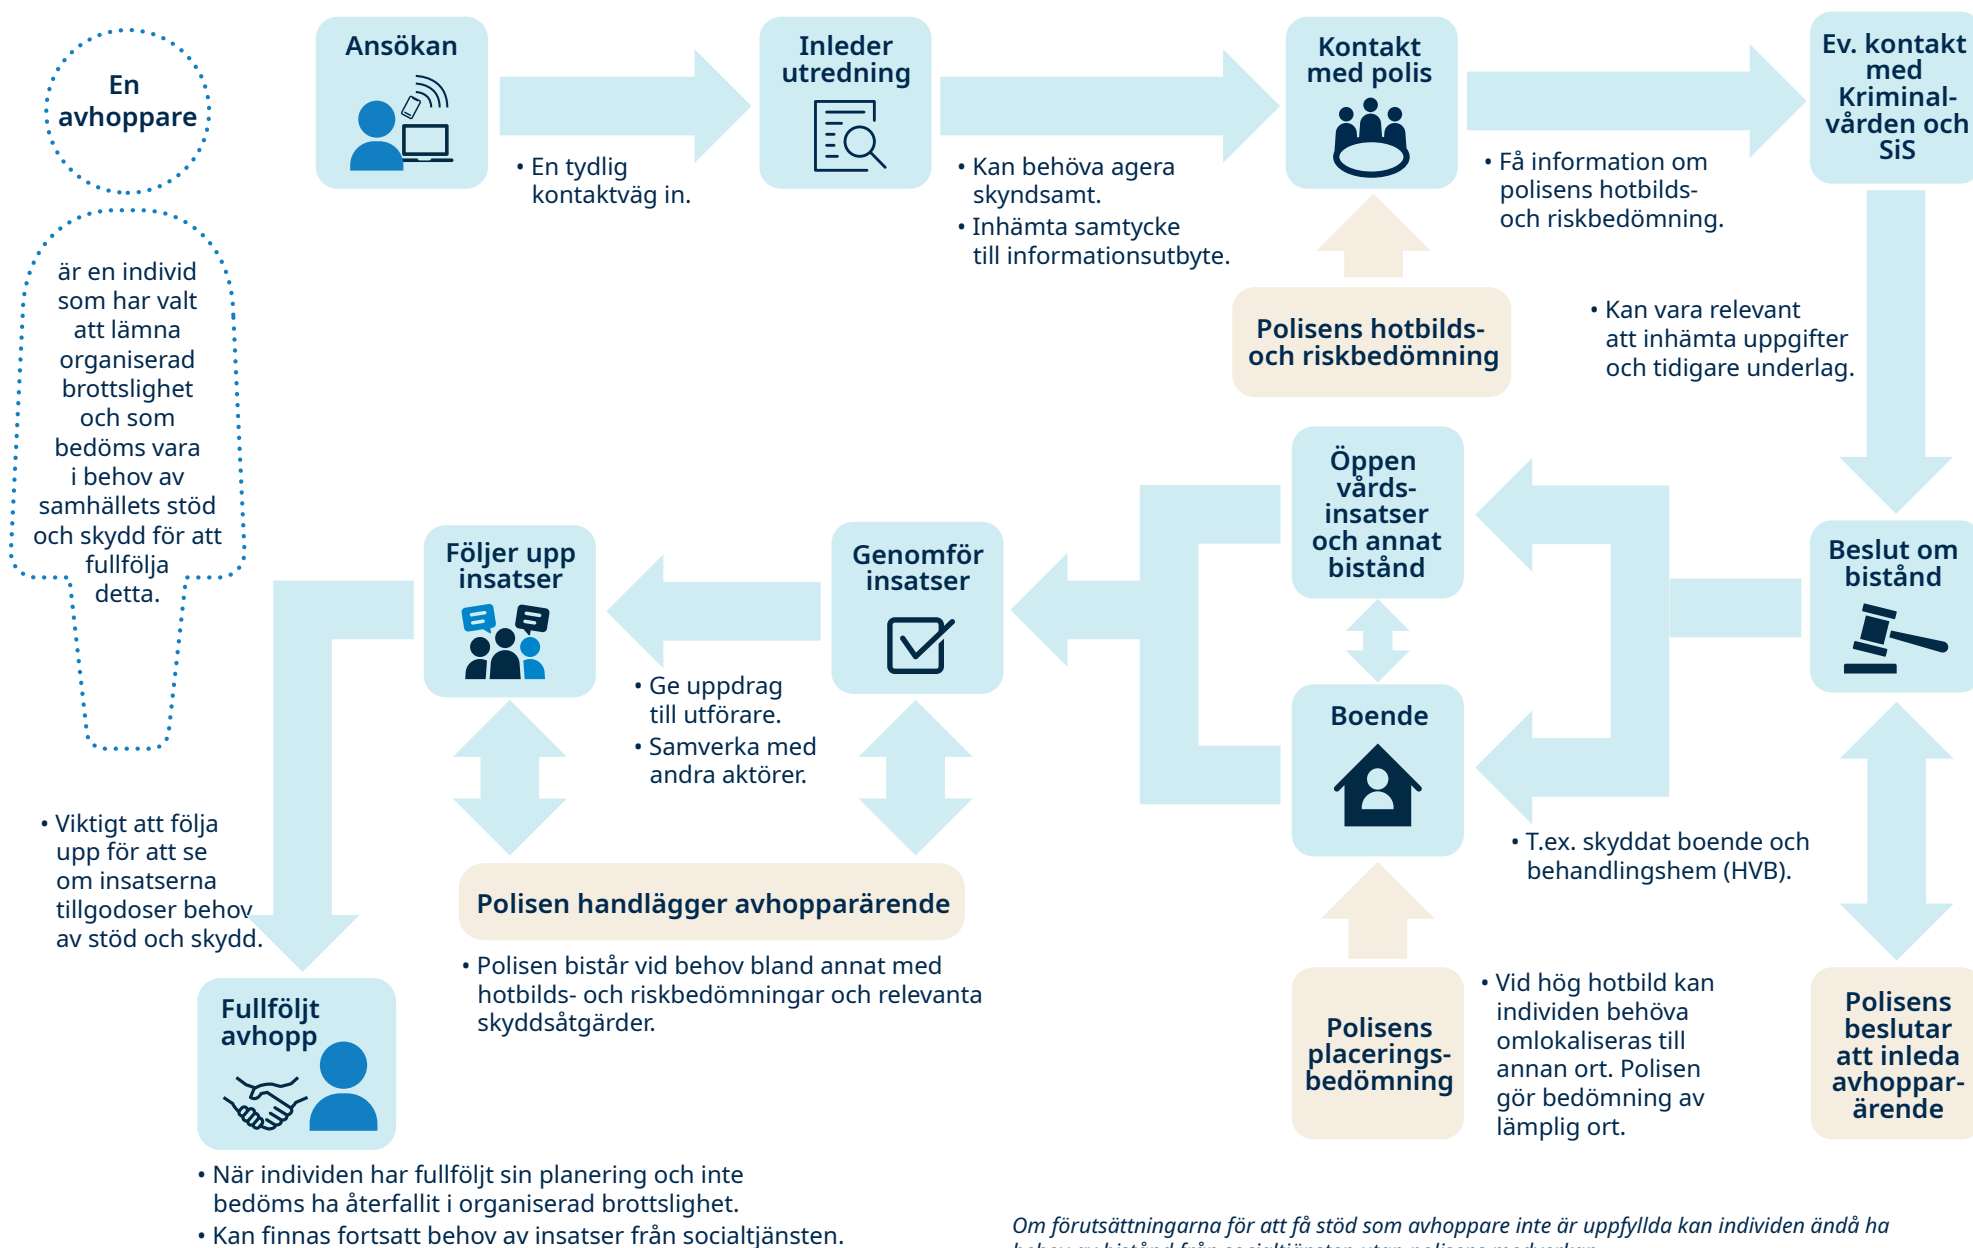 En
avhoppare
är en individ
som har valt
att lämna
organiserad
brottslighet
och som
bedöms vara
i behov av
samhällets stöd
och skydd för att
fullfölja
detta.
Ansökan
• En tydlig
kontaktväg in.
Inleder
utredning
• Kan behöva agera
skyndsamt.
• Inhämta samtycke
till informationsutbyte.
Kontakt
med polis
• Få information om
polisens hotbilds-
och riskbedömning.
Ev. kontakt
med
Kriminal-
vården och
SiS
Polisens hotbilds-
och riskbedömning
• Kan vara relevant
att inhämta uppgifter
och tidigare underlag.
Beslut om
bistånd
Polisens
beslutar
att inleda
avhoppar-
ärende
Öppen
vårds-
insatser
och annat
bistånd
Boende
• T.ex. skyddat boende och
behandlingshem (HVB).
Polisens
placerings-
bedömning
• Vid hög hotbild kan
individen behöva
omlokaliseras till
annan ort. Polisen
gör bedömning av
lämplig ort.
Genomför
insatser
• Ge uppdrag
till utförare.
• Samverka med
andra aktörer.
Följer upp
insatser
Polisen handlägger avhopparärende
• Polisen bistår vid behov bland annat med
hotbilds- och riskbedömningar och relevanta
skyddsåtgärder.
• Viktigt att följa
upp för att se
om insatserna
tillgodoser behov
av stöd och skydd.
Fullföljt
avhopp
• När individen har fullföljt sin planering och inte
bedöms ha återfallit i organiserad brottslighet.
• Kan finnas fortsatt behov av insatser från socialtjänsten.
Om förutsättningarna för att få stöd som avhoppare inte är uppfyllda kan individen ändå ha
behov av bistånd från socialtjänsten utan polisens medverkan.